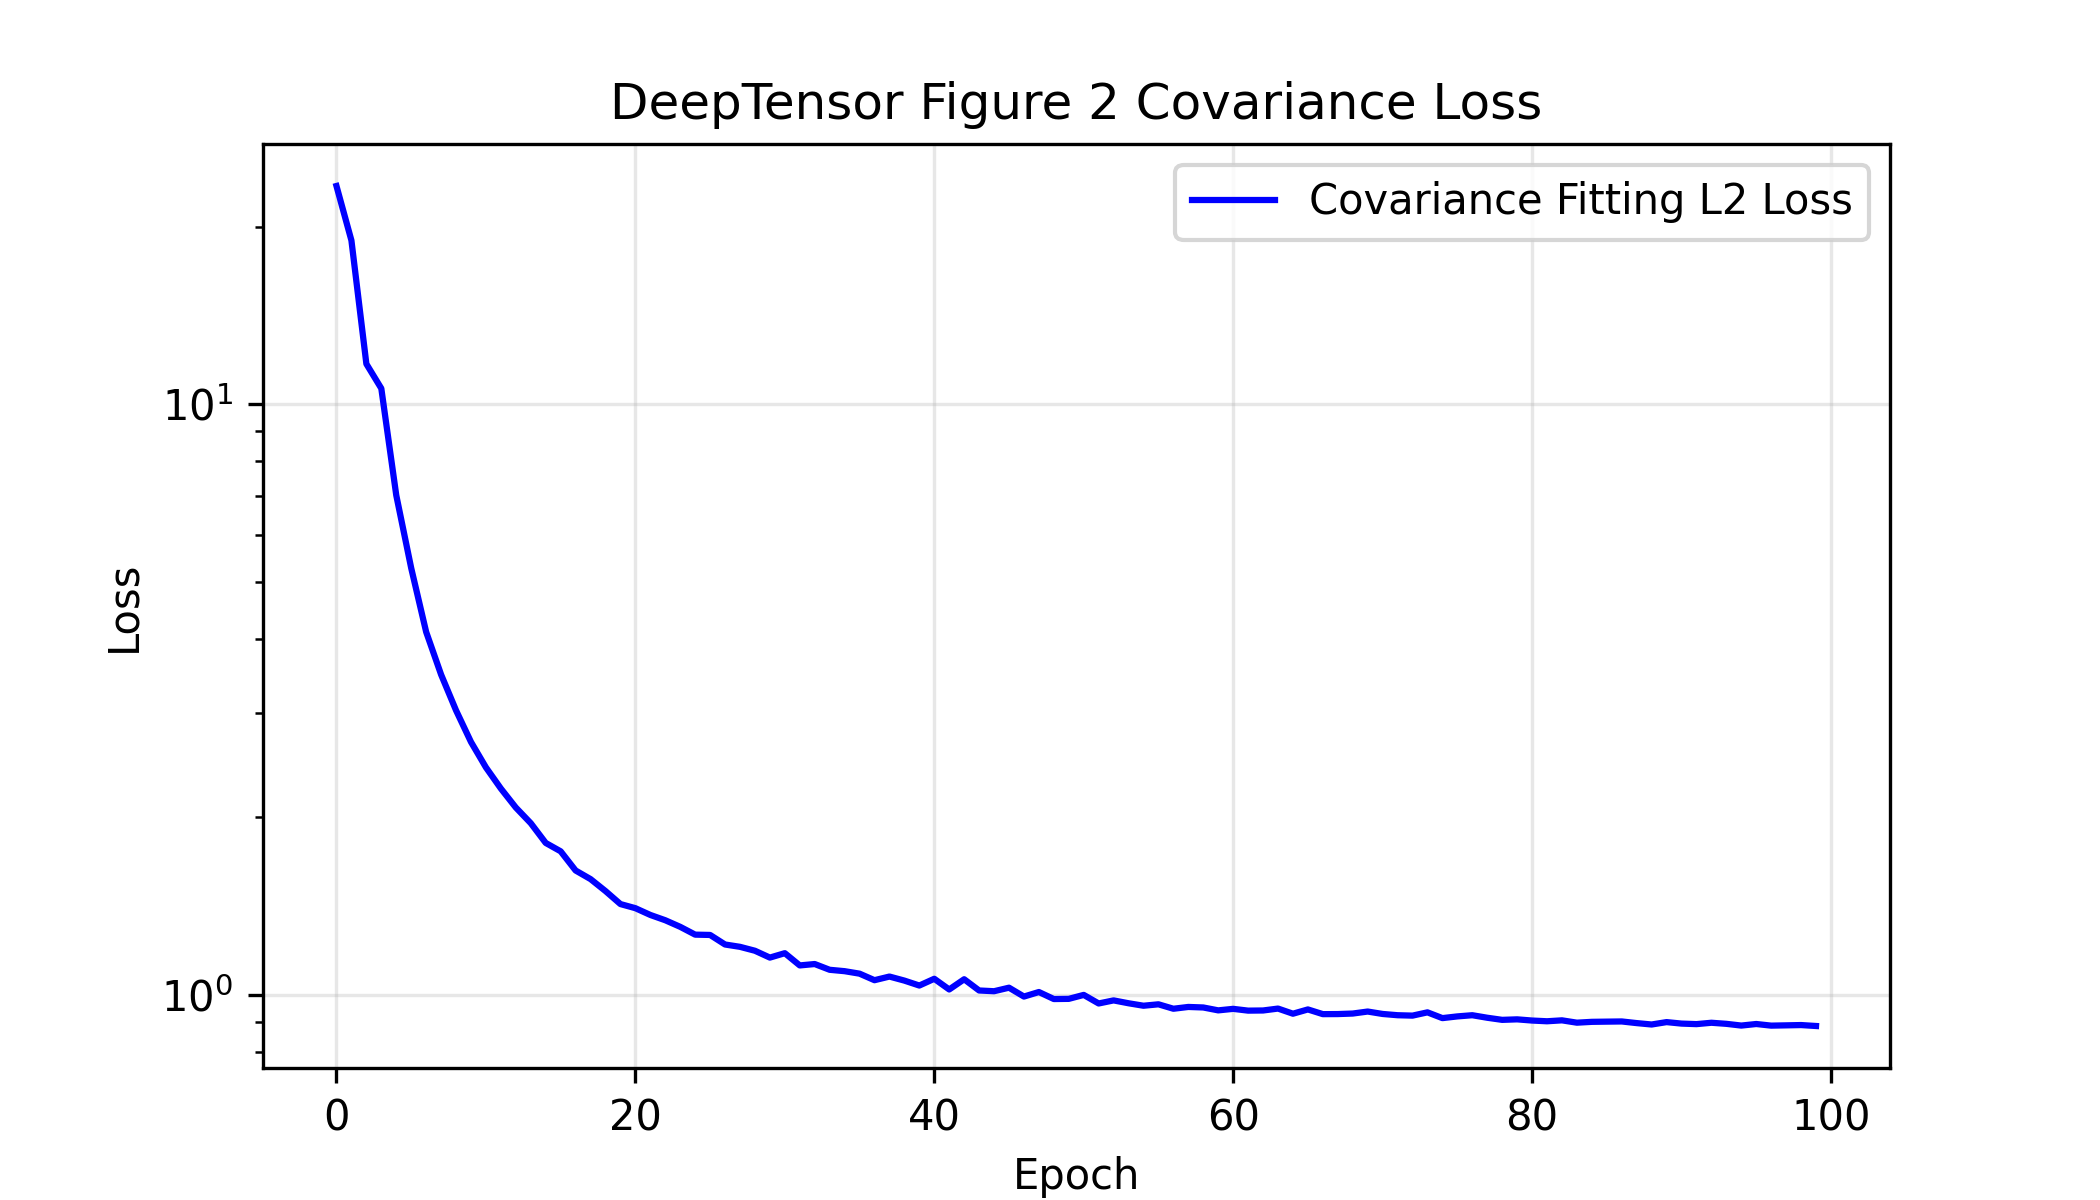 DeepTensor Figure 2 Covariance Loss
Covariance Fitting L2 Loss
10¹
10⁰
Loss
0 20 40 60 80 100
Epoch